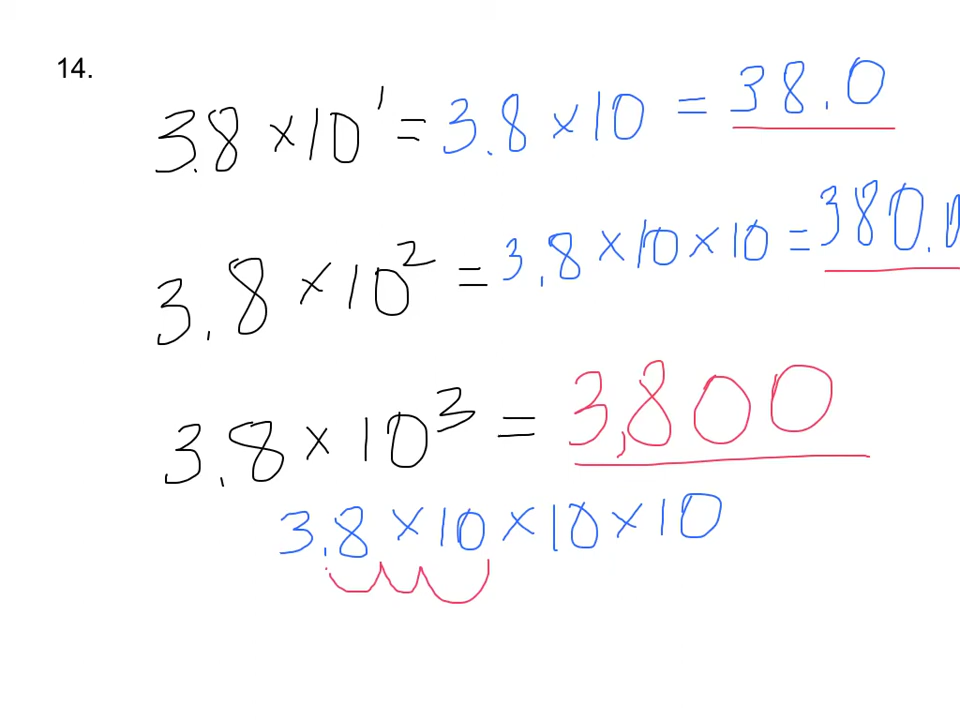 14.
3.8 × 10¹ = 3.8 × 10 = 38.0
3.8 × 10² = 3.8 × 10 × 10 = 380.0
3.8 × 10³ = 3,800
3.8 × 10 × 10 × 10